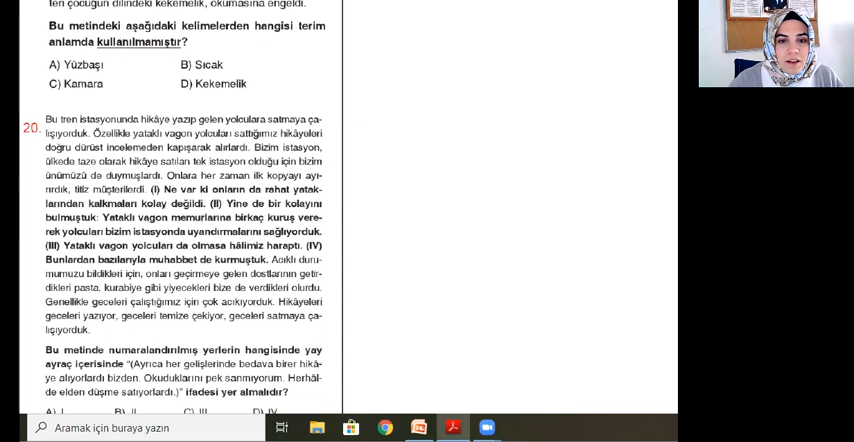 ten çocuğun dilindeki kekemelik, okumasına engeldi.
Bu metindeki aşağıdaki kelimelerden hangisi terim
anlamda kullanılmamıştır?
A) Yüzbaşı B) Sıcak
C) Kamara D) Kekemelik
20. Bu tren istasyonunda hikâye yazıp gelen yolculara satmaya ça-
lışıyorduk. Özellikle yataklı vagon yolcuları sattığımız hikâyeleri
doğru dürüst incelemeden kapışarak alırlardı. Bizim istasyon,
ülkede taze olarak hikâye satılan tek istasyon olduğu için bizim
ünümüzü de duymuşlardı. Onlara her zaman ilk kopyayı ayı-
rırdık, titiz müşterilerdi. (I) Ne var ki onların da rahat yatak-
larından kalkmaları kolay değildi. (II) Yine de bir kolayını
bulmuştuk: Yataklı vagon memurlarına birkaç kuruş vere-
rek yolcuları bizim istasyonda uyandırmalarını sağlıyorduk.
(III) Yataklı vagon yolcuları da olmasa hâlimiz haraptı. (IV)
Bunlardan bazılarıyla muhabbet de kurmuştuk. Acıklı duru-
mumuzu bildikleri için, onları geçirmeye gelen dostlarının getir-
dikleri pasta, kurabiye gibi yiyecekleri bize de verdikleri olurdu.
Genellikle geceleri çalıştığımız için çok acıkıyorduk. Hikâyeleri
geceleri yazıyor, geceleri temize çekiyor, geceleri satmaya ça-
lışıyorduk.
Bu metinde numaralandırılmış yerlerin hangisinde yay
ayraç içerisinde "(Ayrıca her gelişlerinde bedava birer hikâ-
ye alıyorlardı bizden. Okuduklarını pek sanmıyorum. Herhâl-
de elden düşme satıyorlardı.)" ifadesi yer almalıdır?
A) I B) II C) III D) IV
Aramak için buraya yazın